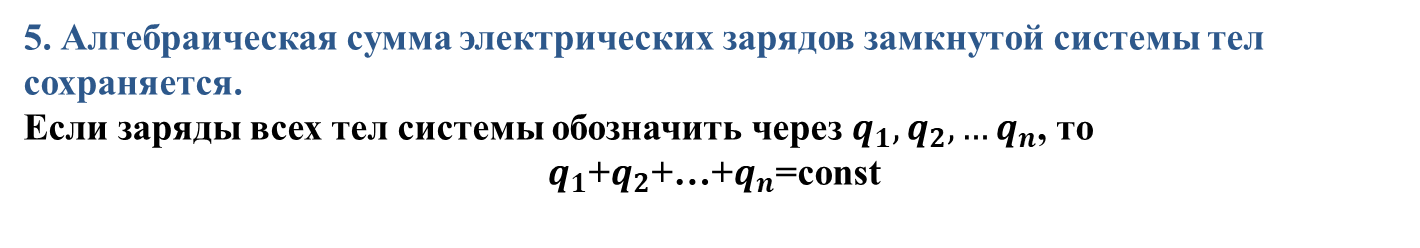 5. Алгебраическая сумма электрических зарядов замкнутой системы тел
сохраняется.
Если заряды всех тел системы обозначить через q₁, q₂, … qₙ, то
q₁+q₂+…+qₙ=const